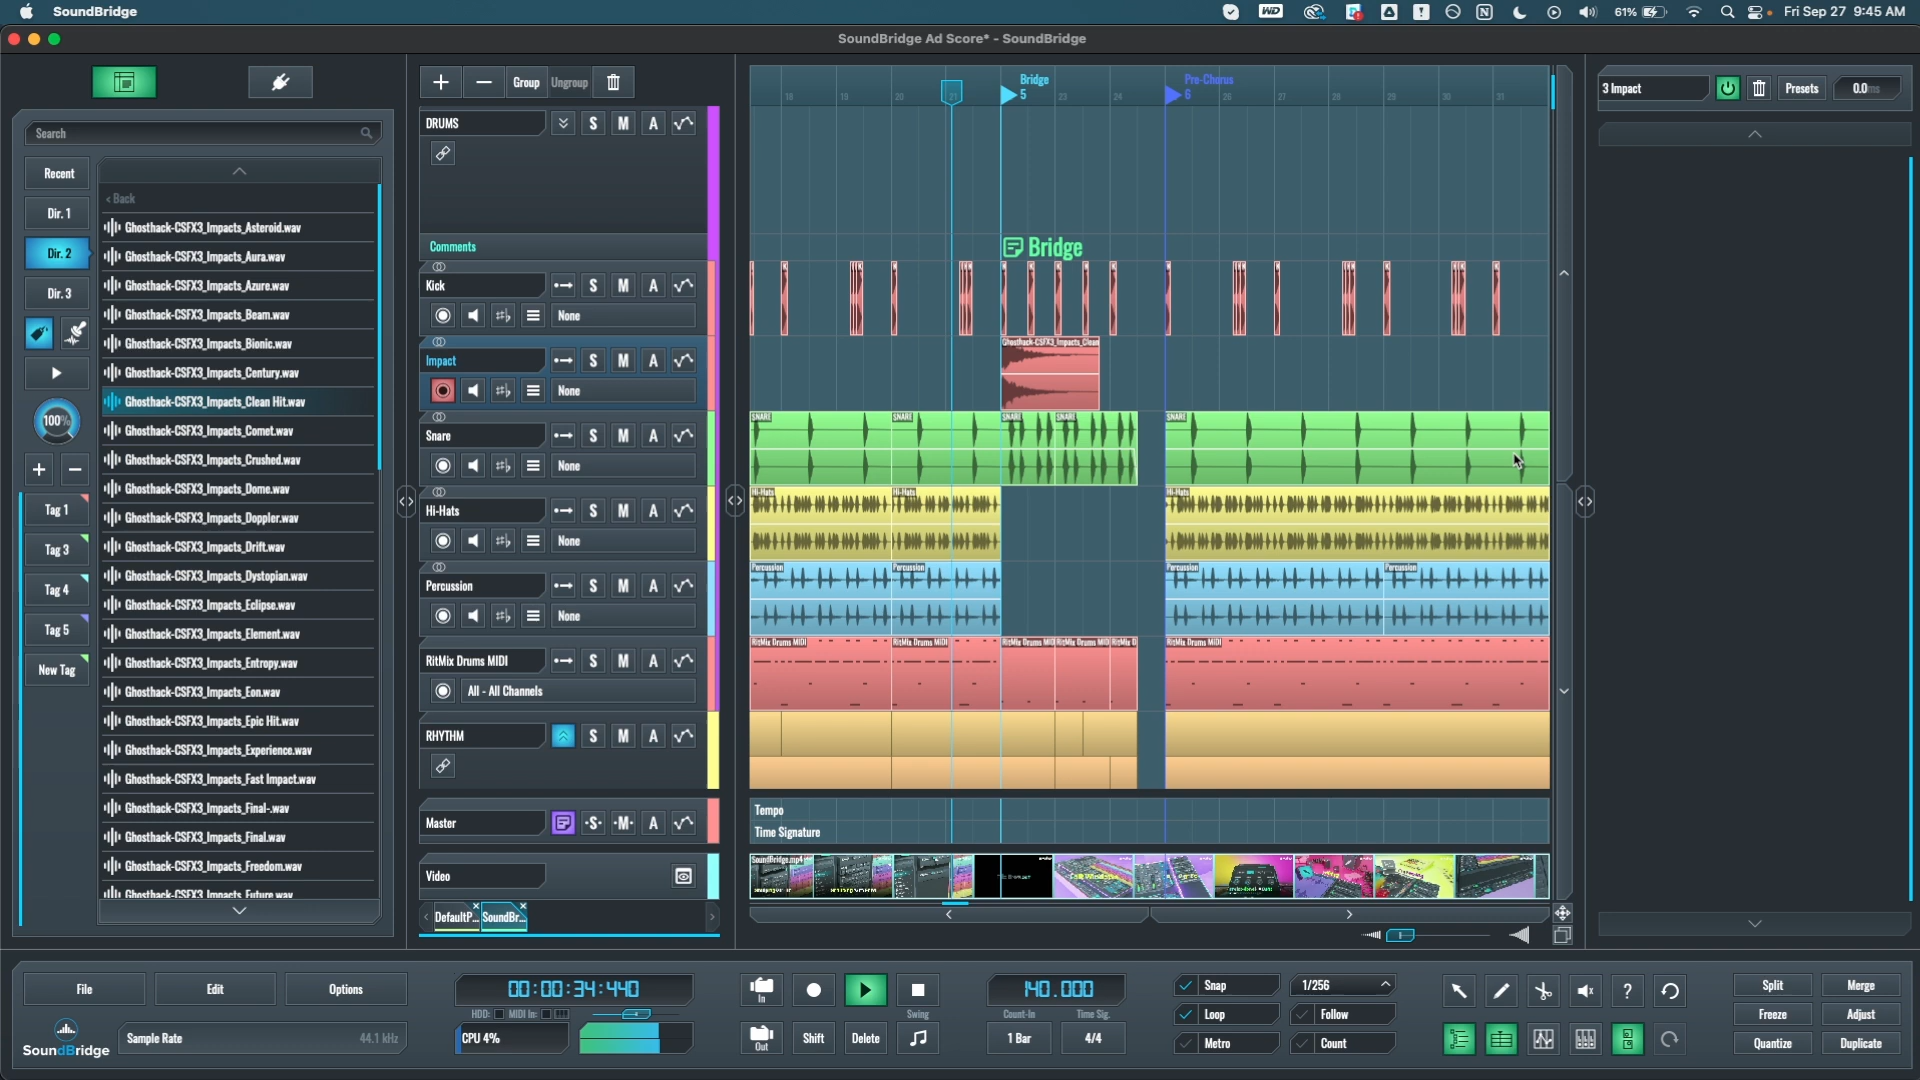 SoundBridge
61%
Fri Sep 27 9:45 AM
SoundBridge Ad Score* - SoundBridge
Search
Recent
Dir. 1
Dir. 2
Dir. 3
100%
Tag 1
Tag 3
Tag 4
Tag 5
New Tag
< Back
Ghosthack-CSFX3_Impacts_Asteroid.wav
Ghosthack-CSFX3_Impacts_Aura.wav
Ghosthack-CSFX3_Impacts_Azure.wav
Ghosthack-CSFX3_Impacts_Beam.wav
Ghosthack-CSFX3_Impacts_Bionic.wav
Ghosthack-CSFX3_Impacts_Century.wav
Ghosthack-CSFX3_Impacts_Clean Hit.wav
Ghosthack-CSFX3_Impacts_Comet.wav
Ghosthack-CSFX3_Impacts_Crushed.wav
Ghosthack-CSFX3_Impacts_Dome.wav
Ghosthack-CSFX3_Impacts_Doppler.wav
Ghosthack-CSFX3_Impacts_Drift.wav
Ghosthack-CSFX3_Impacts_Dystopian.wav
Ghosthack-CSFX3_Impacts_Eclipse.wav
Ghosthack-CSFX3_Impacts_Element.wav
Ghosthack-CSFX3_Impacts_Entropy.wav
Ghosthack-CSFX3_Impacts_Eon.wav
Ghosthack-CSFX3_Impacts_Epic Hit.wav
Ghosthack-CSFX3_Impacts_Experience.wav
Ghosthack-CSFX3_Impacts_Fast Impact.wav
Ghosthack-CSFX3_Impacts_Final-.wav
Ghosthack-CSFX3_Impacts_Final.wav
Ghosthack-CSFX3_Impacts_Freedom.wav
Ghosthack-CSFX3_Impacts_Future.wav
Group Ungroup
DRUMS S M A
Comments
Kick S M A
None
Impact S M A
None
Snare S M A
None
Hi-Hats S M A
None
Percussion S M A
None
RitMix Drums MIDI S M A
All - All Channels
RHYTHM S M A
Master ·S· ·M· A
Video
DefaultP... SoundBr...
Bridge Pre-Chorus
5 6
18 19 20 21 23 24 26 27 28 29 30 31
Bridge
Ghosthack-CSFX3_Impacts_Clean
SNARE SNARE SNARE SNARE SNARE
Hi-Hats Hi-Hats Hi-Hats
Percussion Percussion Percussion Percussion
RitMix Drums MIDI RitMix Drums MIDI RitMix Drums MID RitMix Drums MID RitMix D RitMix Drums MIDI
Tempo
Time Signature
SoundBridge.mp4
3 Impact Presets 0.0ms
File Edit Options
SoundBridge
Sample Rate 44.1 kHz
00:00:34:440
HDD: MIDI In:
CPU 4%
In
Out
Shift
Delete
Swing
140.000
Count-In Time Sig.
1 Bar 4/4
Snap 1/256
Loop Follow
Metro Count
?
Split Merge
Freeze Adjust
Quantize Duplicate